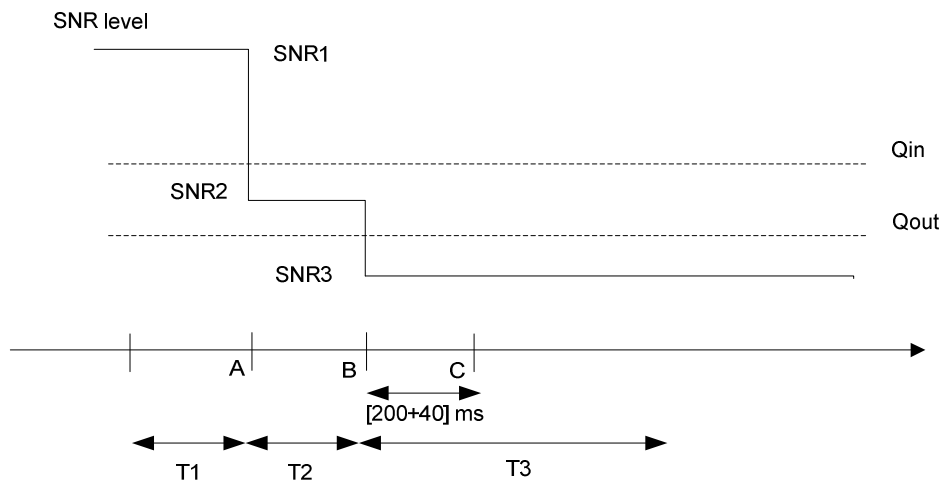 SNR level
SNR1
Qin
SNR2
Qout
SNR3
A B C
[200+40] ms
T1 T2 T3